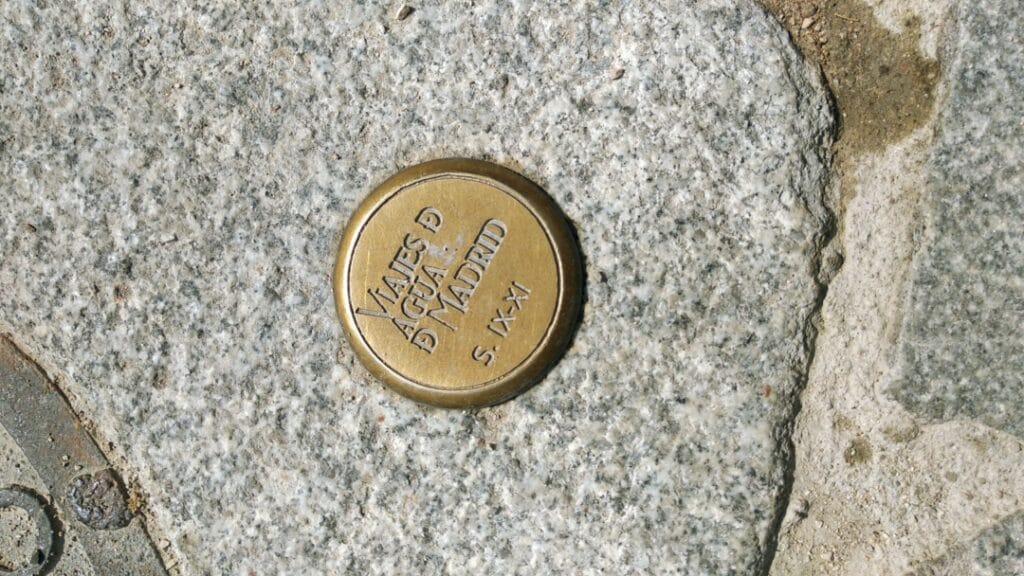 VIAJES Đ
AGUA
Đ MADRID
S. IX-XI